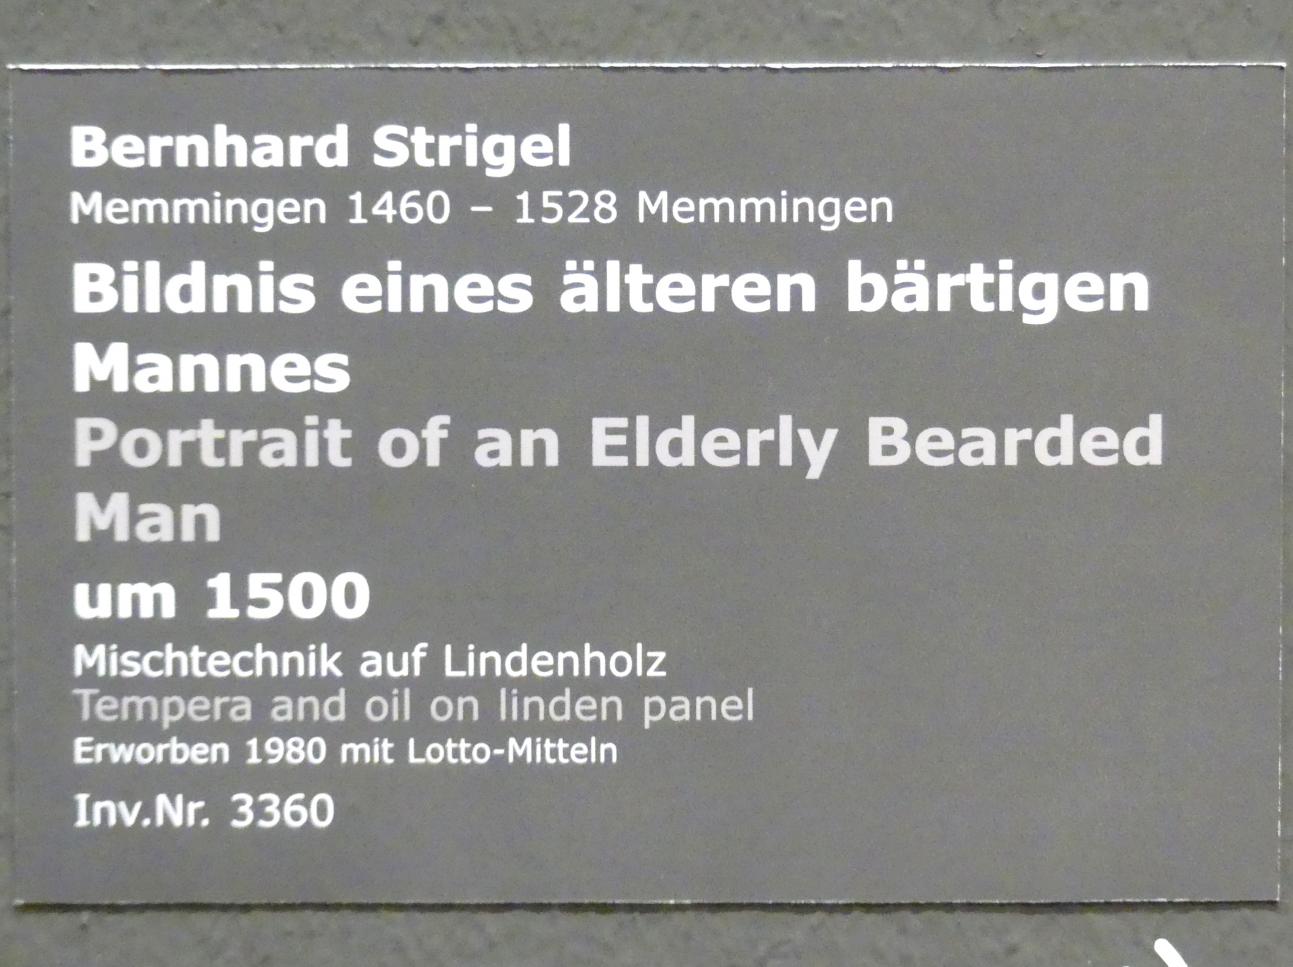 Bernhard Strigel
Memmingen 1460 – 1528 Memmingen
Bildnis eines älteren bärtigen
Mannes
Portrait of an Elderly Bearded
Man
um 1500
Mischtechnik auf Lindenholz
Tempera and oil on linden panel
Erworben 1980 mit Lotto-Mitteln
Inv.Nr. 3360